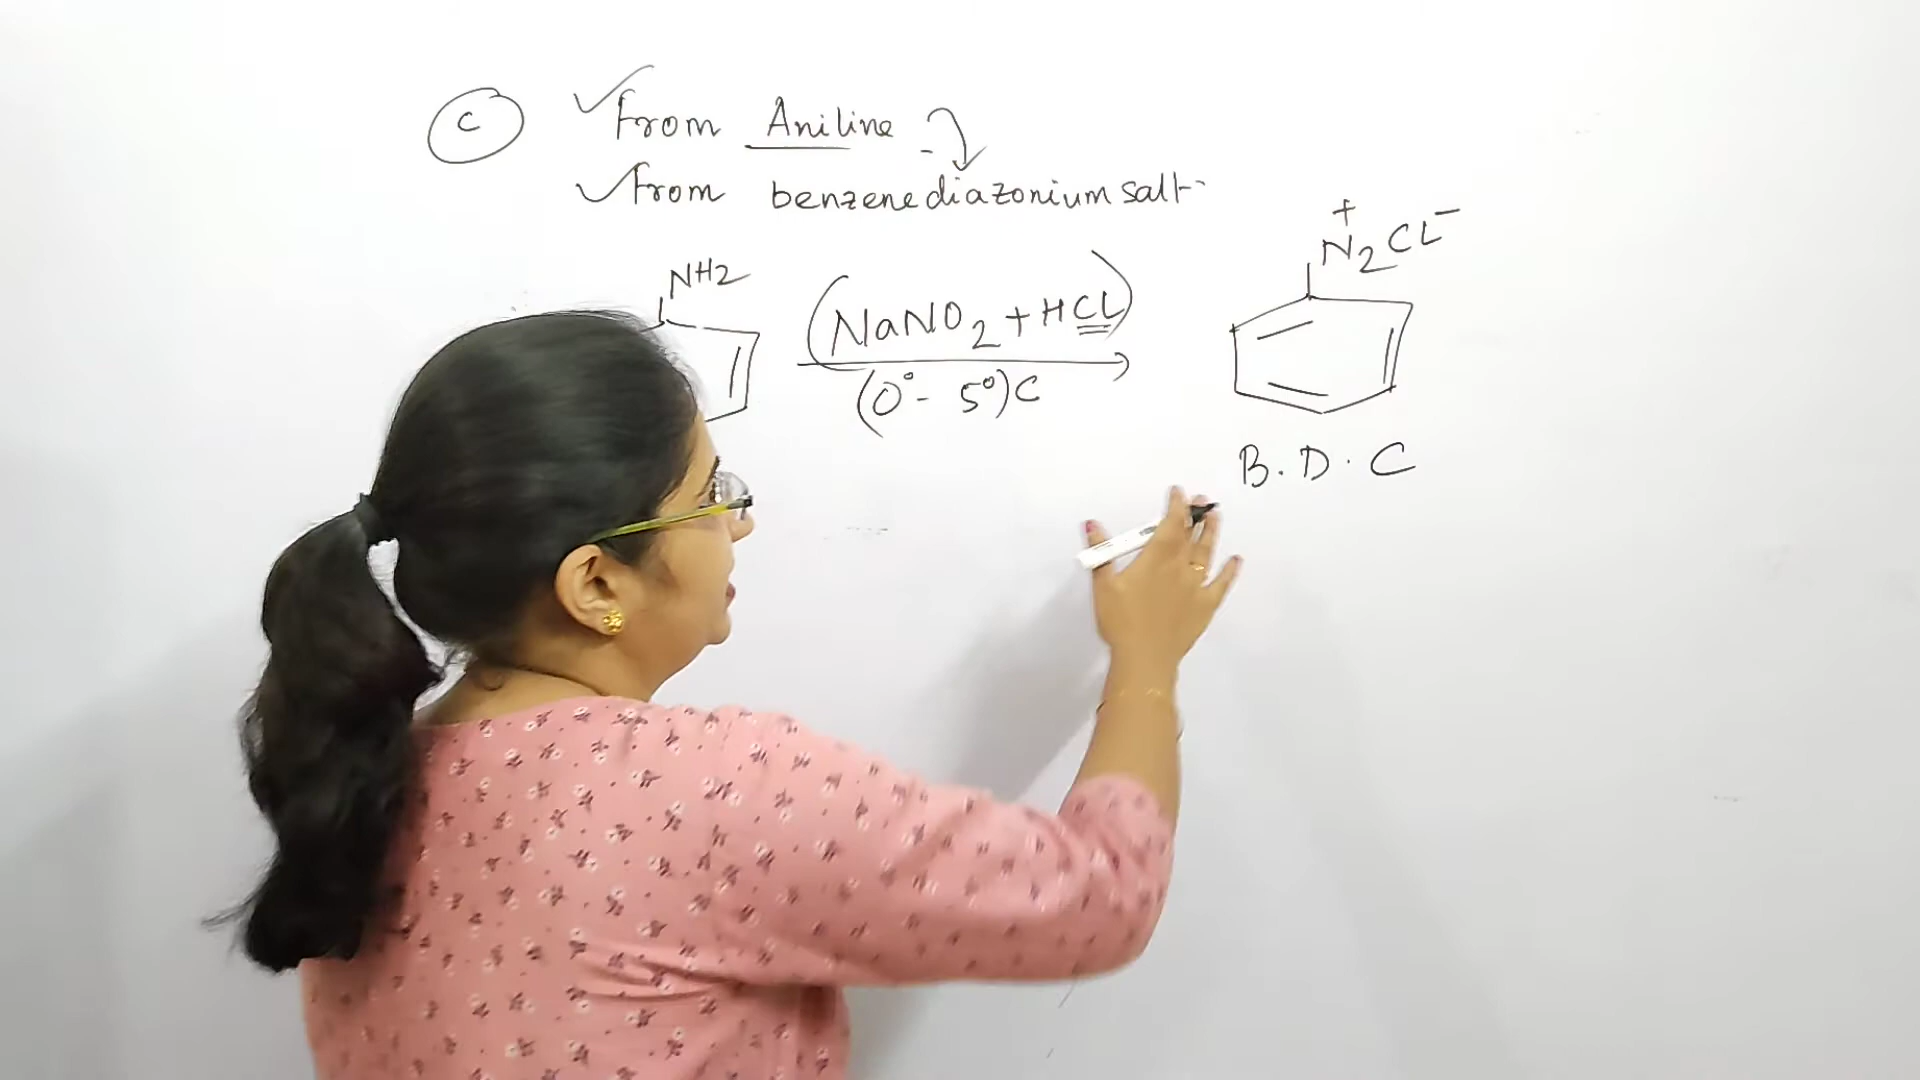 C
From Aniline
From benzenediazonium salt
NH2
(NaNO2 + HCL)
(0° - 5°)C
+
N2CL-
B. D. C